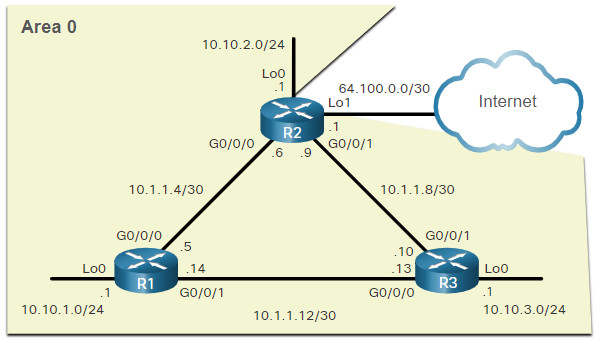 Area 0
10.10.2.0/24
Lo0
.1
64.100.0.0/30
Lo1
.1
Internet
R2
G0/0/0
.6
.9
G0/0/1
10.1.1.4/30
10.1.1.8/30
G0/0/0
.5
G0/0/1
.10
Lo0
.1
R1
.14
G0/0/1
.13
G0/0/0
R3
Lo0
.1
10.10.1.0/24
10.1.1.12/30
10.10.3.0/24